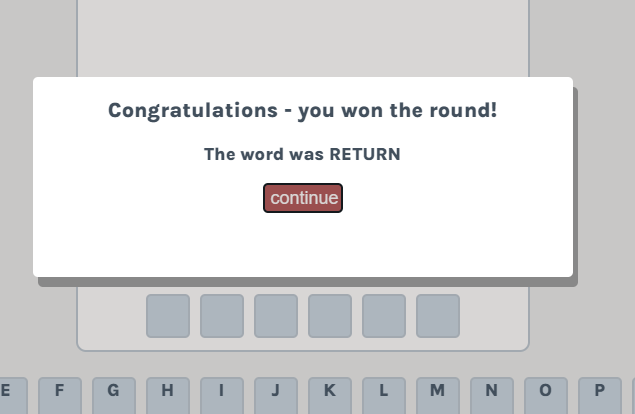 Congratulations - you won the round!
The word was RETURN
continue
E F G H I J K L M N O P